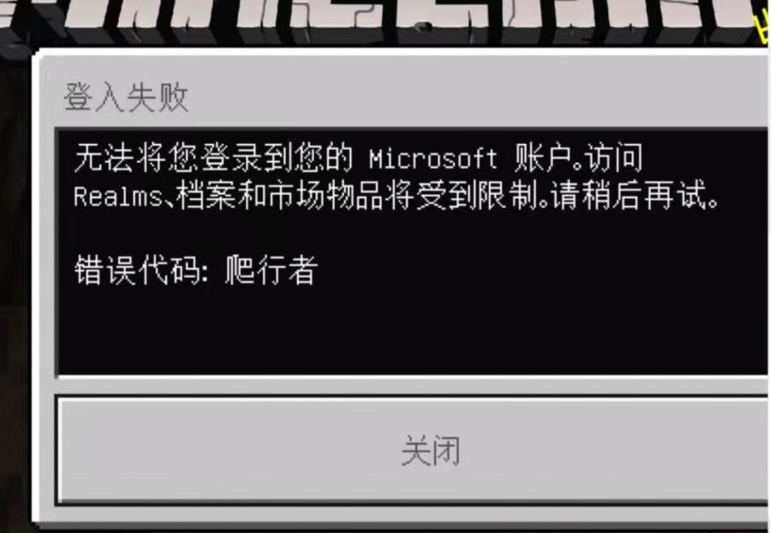 登入失败
无法将您登录到您的 Microsoft 账户。访问
Realms、档案和市场物品将受到限制。请稍后再试。
错误代码: 爬行者
关闭